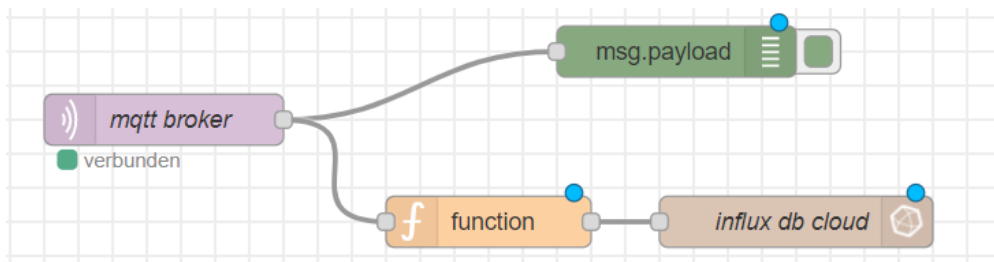 msg.payload
mqtt broker
verbunden
function
influx db cloud